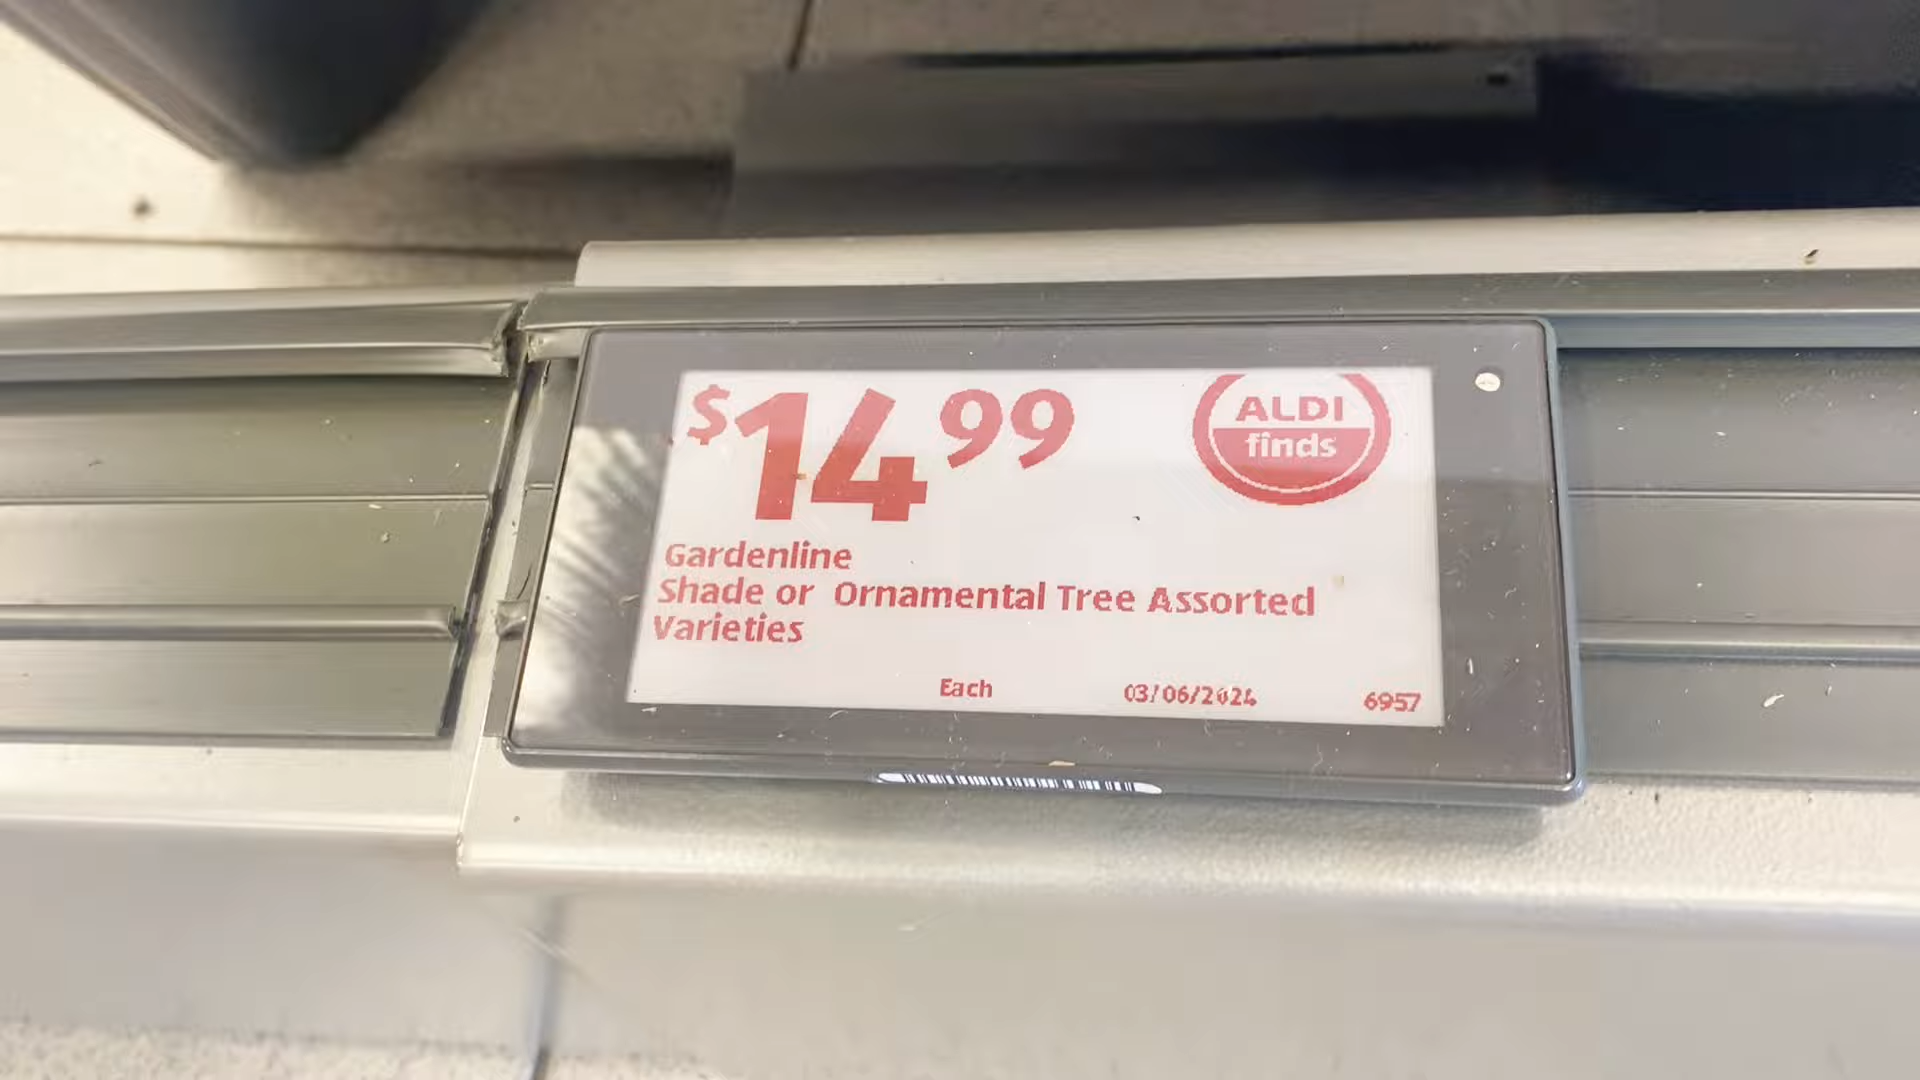 $14 99
ALDI
finds
Gardenline
Shade or Ornamental Tree Assorted
Varieties
Each 03/06/2024 6957